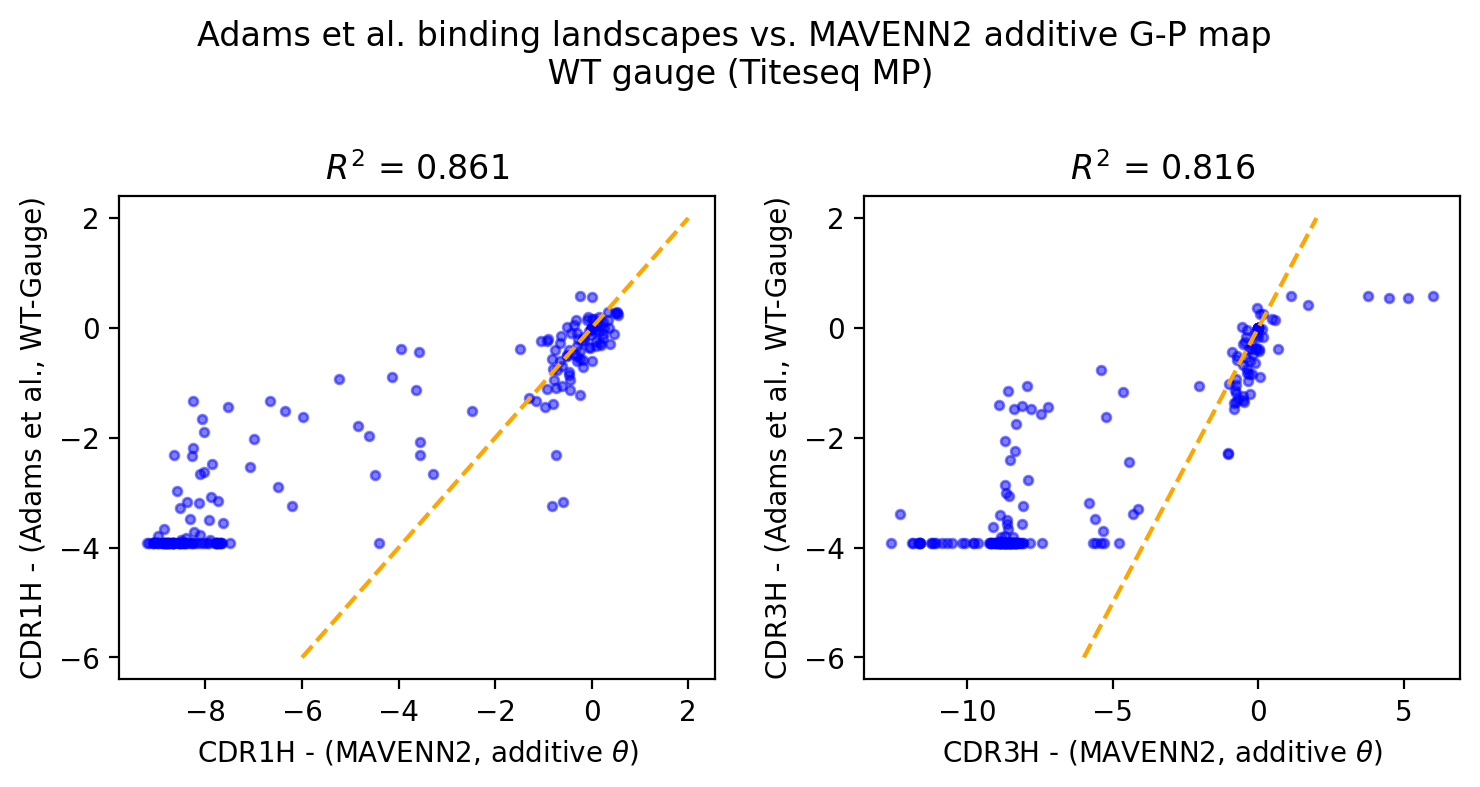 Adams et al. binding landscapes vs. MAVENN2 additive G-P map
WT gauge (Titeseq MP)
R² = 0.861
CDR1H - (Adams et al., WT-Gauge)
2
0
−2
−4
−6
−8
−6
−4
−2
0
2
CDR1H - (MAVENN2, additive θ)
R² = 0.816
CDR3H - (Adams et al., WT-Gauge)
2
0
−2
−4
−6
−10
−5
0
5
CDR3H - (MAVENN2, additive θ)